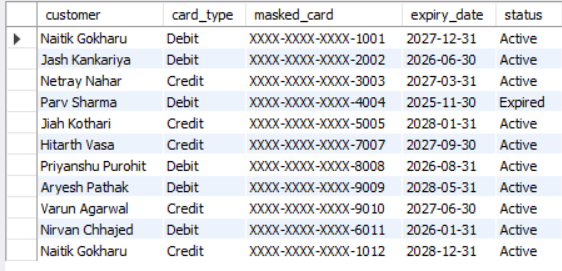 customer card_type masked_card expiry_date status
Naitik Gokharu Debit XXXX-XXXX-XXXX-1001 2027-12-31 Active
Jash Kankariya Debit XXXX-XXXX-XXXX-2002 2026-06-30 Active
Netray Nahar Credit XXXX-XXXX-XXXX-3003 2027-03-31 Active
Parv Sharma Debit XXXX-XXXX-XXXX-4004 2025-11-30 Expired
Jiah Kothari Credit XXXX-XXXX-XXXX-5005 2028-01-31 Active
Hitarth Vasa Credit XXXX-XXXX-XXXX-7007 2027-09-30 Active
Priyanshu Purohit Debit XXXX-XXXX-XXXX-8008 2026-08-31 Active
Aryesh Pathak Debit XXXX-XXXX-XXXX-9009 2028-05-31 Active
Varun Agarwal Credit XXXX-XXXX-XXXX-9010 2027-06-30 Active
Nirvan Chhajed Debit XXXX-XXXX-XXXX-6011 2026-01-31 Active
Naitik Gokharu Credit XXXX-XXXX-XXXX-1012 2028-12-31 Active